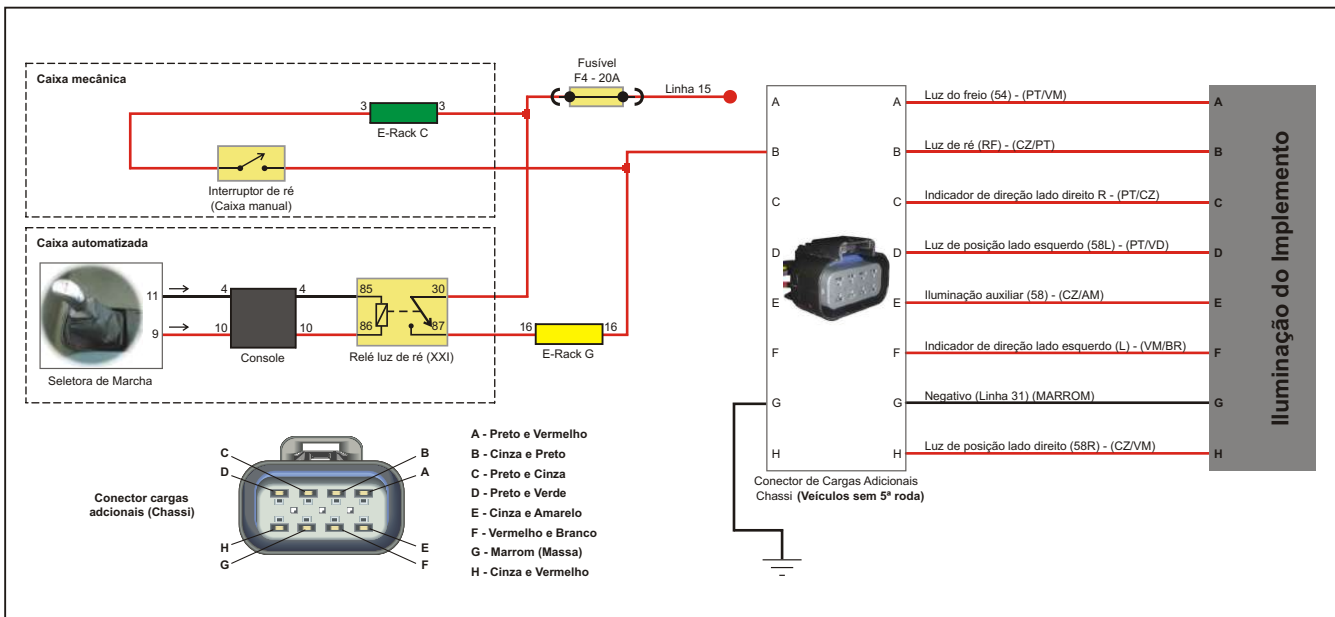 Caixa mecânica
3
3
E-Rack C
Interruptor de ré
(Caixa manual)
Fusível
F4 - 20A
Linha 15
Caixa automatizada
11
9
Seletora de Marcha
4
4
10
10
Console
85
30
86
87
Relé luz de ré (XXI)
16
16
E-Rack G
A
B
C
D
E
F
G
H
A
B
C
D
E
F
G
H
Conector de Cargas Adicionais
Chassi (Veículos sem 5ª roda)
Luz do freio (54) - (PT/VM)
Luz de ré (RF) - (CZ/PT)
Indicador de direção lado direito R - (PT/CZ)
Luz de posição lado esquerdo (58L) - (PT/VD)
Iluminação auxiliar (58) - (CZ/AM)
Indicador de direção lado esquerdo (L) - (VM/BR)
Negativo (Linha 31) (MARROM)
Luz de posição lado direito (58R) - (CZ/VM)
A
B
C
D
E
F
G
H
Iluminação do Implemento
Conector cargas
adcionais (Chassi)
C
D
B
A
H
G
E
F
A - Preto e Vermelho
B - Cinza e Preto
C - Preto e Cinza
D - Preto e Verde
E - Cinza e Amarelo
F - Vermelho e Branco
G - Marrom (Massa)
H - Cinza e Vermelho